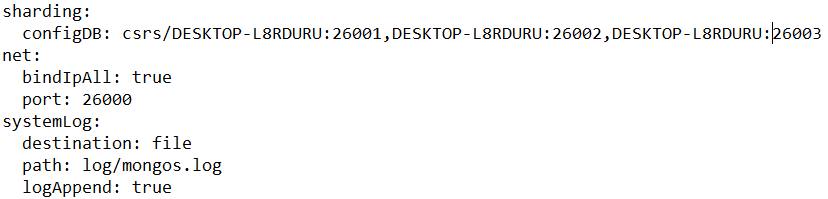 sharding:
  configDB: csrs/DESKTOP-L8RDURU:26001,DESKTOP-L8RDURU:26002,DESKTOP-L8RDURU:26003
net:
  bindIpAll: true
  port: 26000
systemLog:
  destination: file
  path: log/mongos.log
  logAppend: true